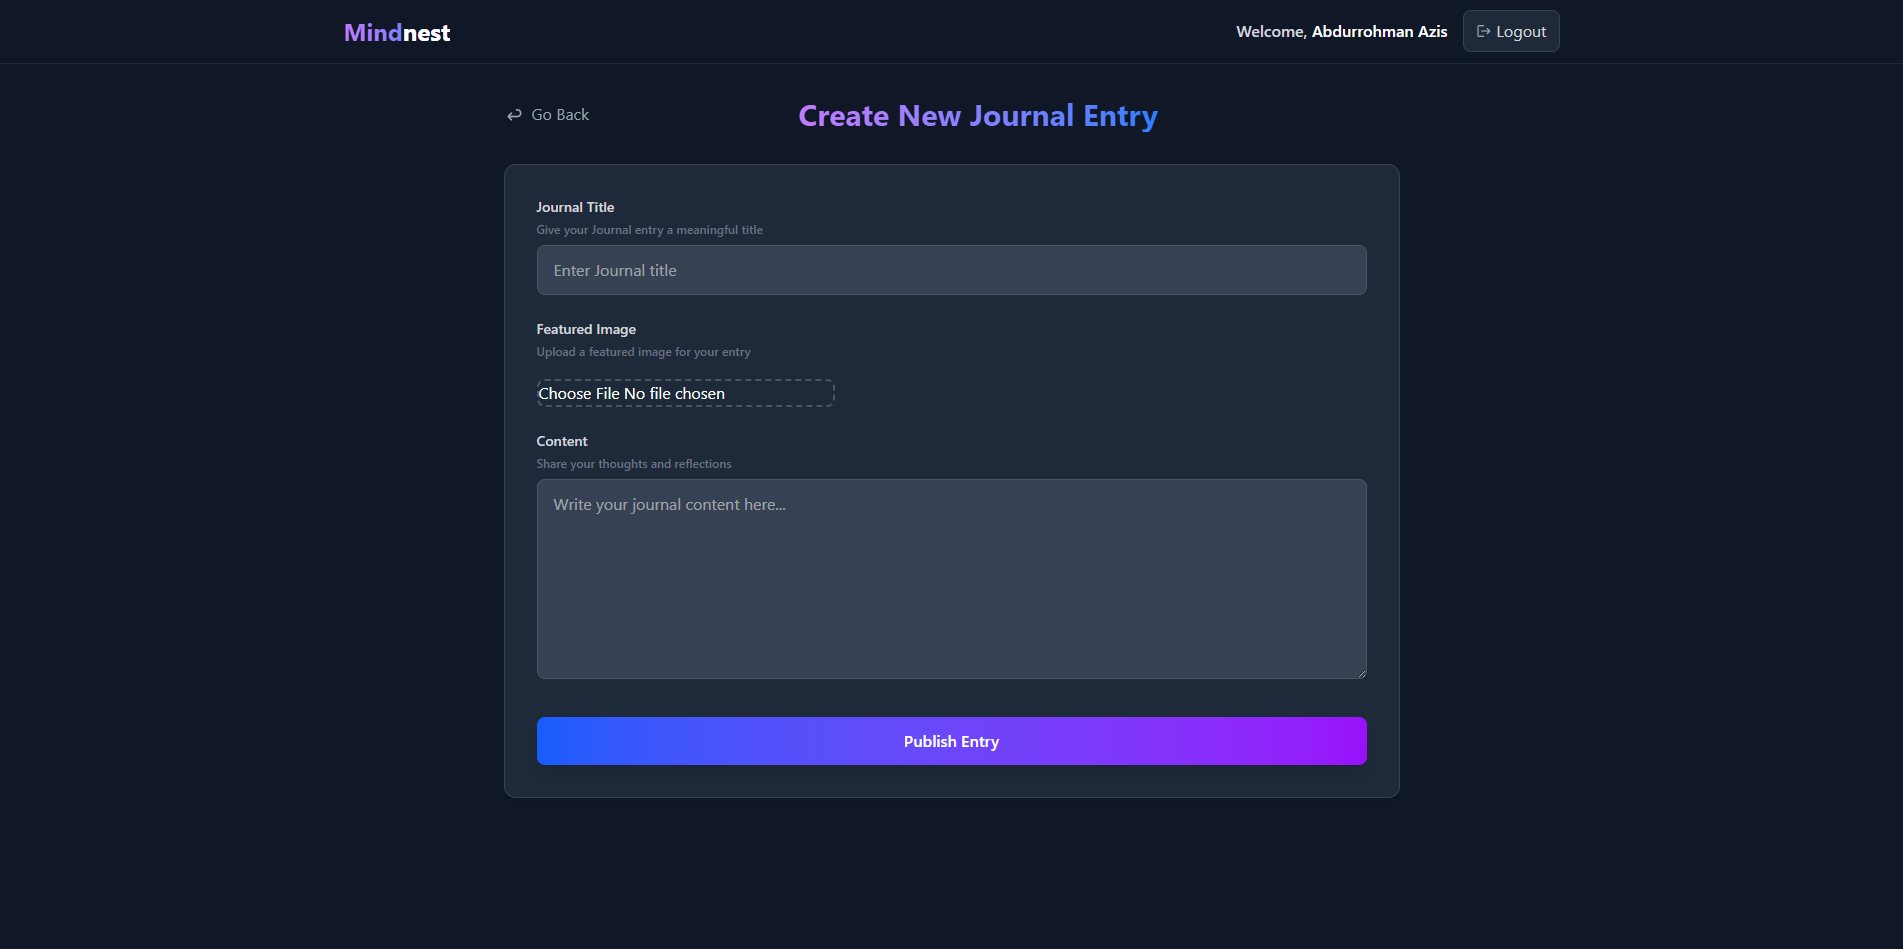 Mindnest
Welcome, Abdurrohman Azis
Logout
Go Back
Create New Journal Entry
Journal Title
Give your Journal entry a meaningful title
Enter Journal title
Featured Image
Upload a featured image for your entry
Choose File No file chosen
Content
Share your thoughts and reflections
Write your journal content here...
Publish Entry